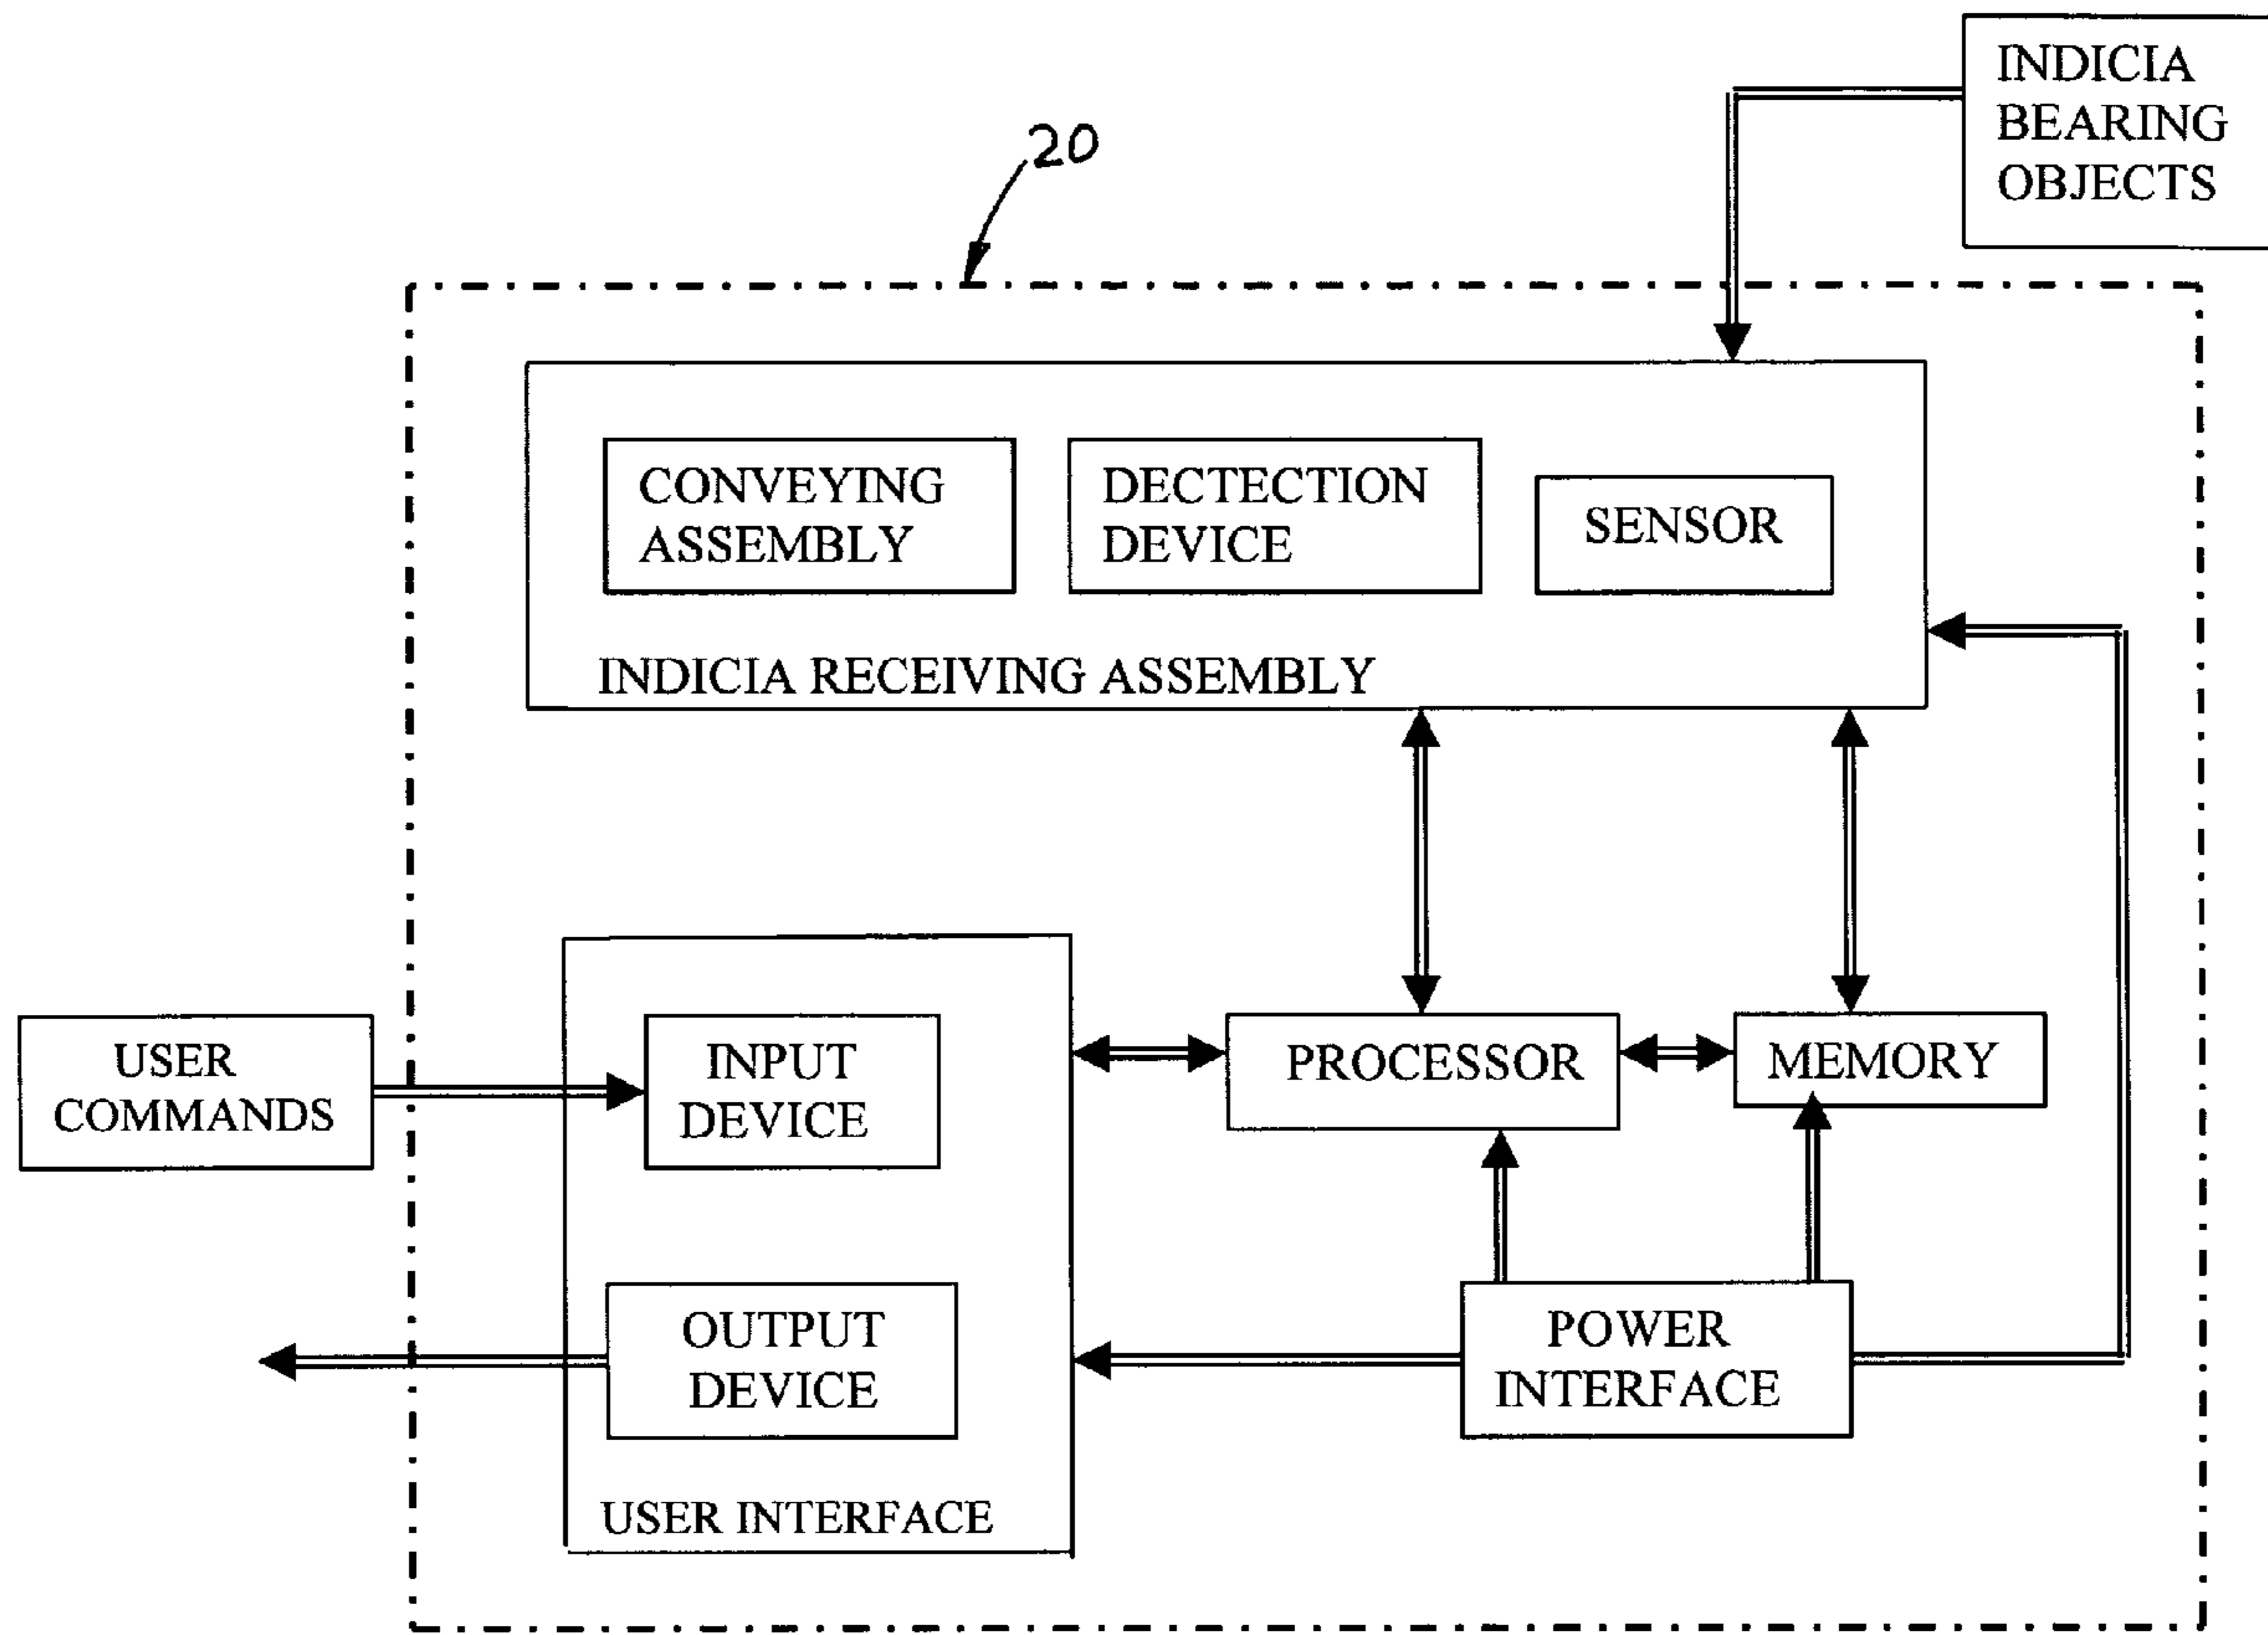 INDICIA
BEARING
OBJECTS
20
CONVEYING
ASSEMBLY
DECTECTION
DEVICE
SENSOR
INDICIA RECEIVING ASSEMBLY
USER
COMMANDS
INPUT
DEVICE
PROCESSOR
MEMORY
OUTPUT
DEVICE
POWER
INTERFACE
USER INTERFACE